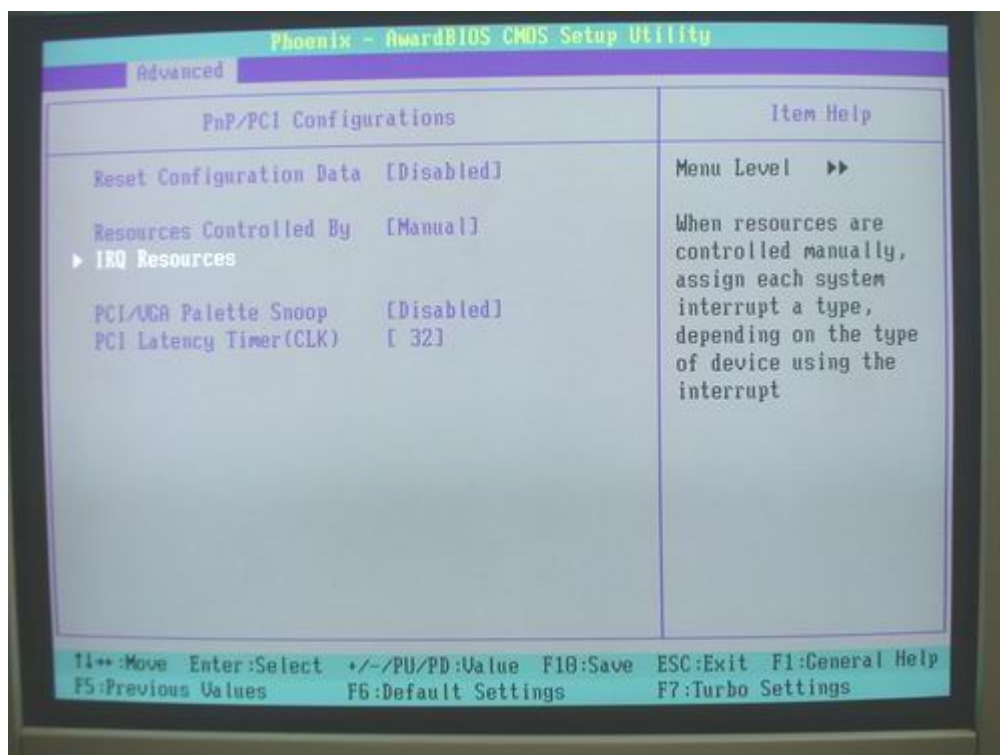 Phoenix - AwardBIOS CMOS Setup Utility
Advanced
PnP/PCI Configurations
Item Help
Reset Configuration Data [Disabled]
Menu Level ▶▶
Resources Controlled By [Manual]
▶ IRQ Resources
PCI/VGA Palette Snoop [Disabled]
PCI Latency Timer(CLK) [ 32]
When resources are
controlled manually,
assign each system
interrupt a type,
depending on the type
of device using the
interrupt
↑↓↔:Move Enter:Select +/-/PU/PD:Value F10:Save ESC:Exit F1:General Help
F5:Previous Values F6:Default Settings F7:Turbo Settings